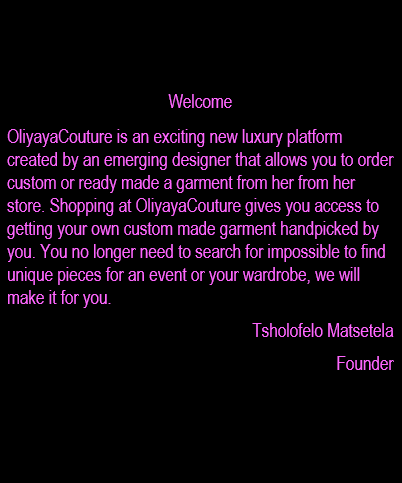 Welcome
OliyayaCouture is an exciting new luxury platform
created by an emerging designer that allows you to order
custom or ready made a garment from her from her
store. Shopping at OliyayaCouture gives you access to
getting your own custom made garment handpicked by
you. You no longer need to search for impossible to find
unique pieces for an event or your wardrobe, we will
make it for you.
Tsholofelo Matsetela
Founder